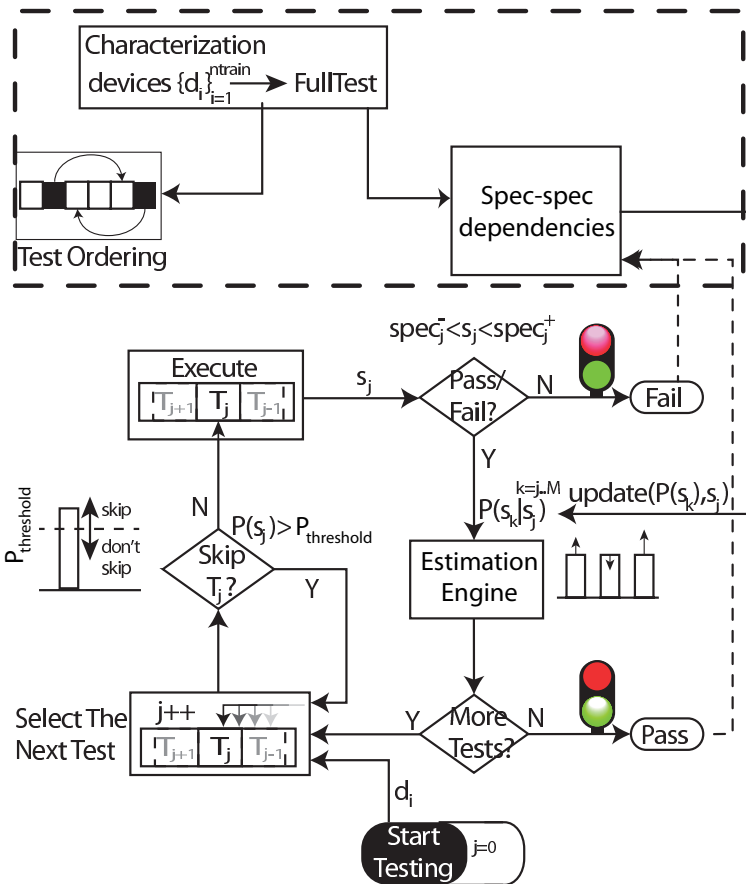 Characterization
devices {d_i}_{i=1}^{ntrain} → FullTest
Test Ordering
Spec-spec
dependencies
spec_j^-<s_j<spec_j^+
Execute
T_{j+1} T_j T_{j-1}
s_j
Pass/
Fail?
N
Fail
Y
P(s_k|s_j)^{k=j..M}
update(P(s_k),s_j)
P_threshold
skip
don't
skip
N
P(s_j)>P_threshold
Skip
T_j?
Y
Estimation
Engine
Select The
Next Test
j++
T_{j+1} T_j T_{j-1}
Y
More
Tests?
N
Pass
d_i
Start
Testing
j=0